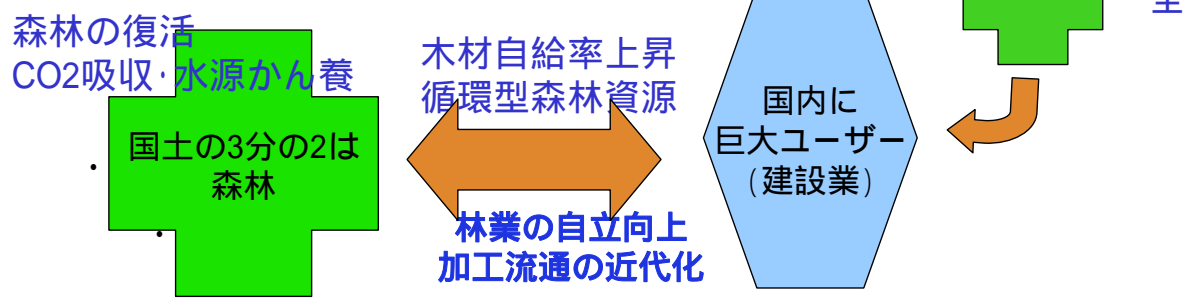 森林の復活
CO2吸収・水源かん養
国土の3分の2は
森林
木材自給率上昇
循環型森林資源
林業の自立向上
加工流通の近代化
国内に
巨大ユーザー
(建設業)